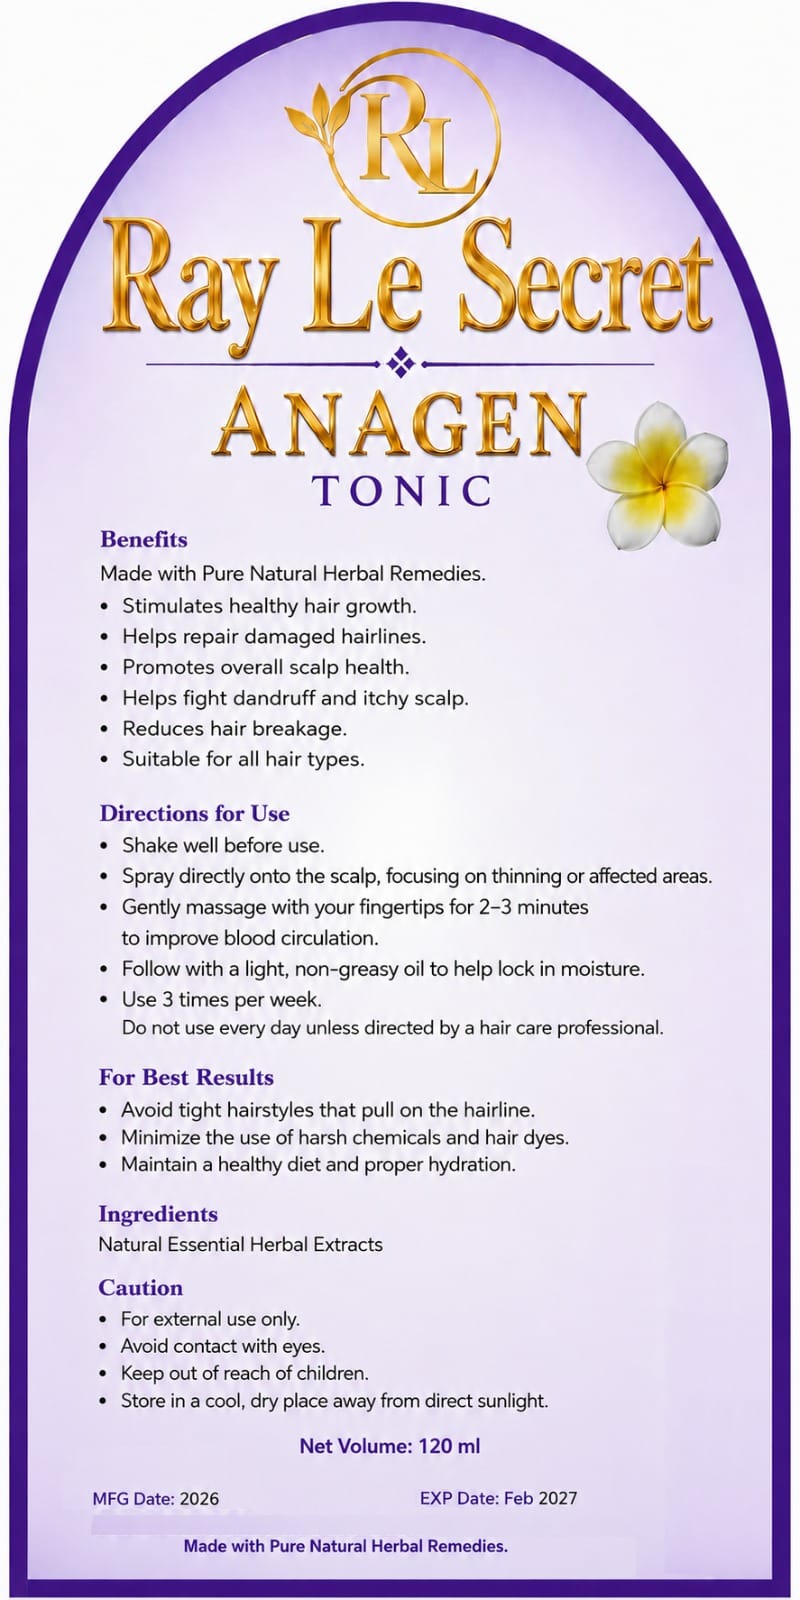 RL
Ray Le Secret
ANAGEN
TONIC
Benefits
Made with Pure Natural Herbal Remedies.
• Stimulates healthy hair growth.
• Helps repair damaged hairlines.
• Promotes overall scalp health.
• Helps fight dandruff and itchy scalp.
• Reduces hair breakage.
• Suitable for all hair types.
Directions for Use
• Shake well before use.
• Spray directly onto the scalp, focusing on thinning or affected areas.
• Gently massage with your fingertips for 2–3 minutes
to improve blood circulation.
• Follow with a light, non-greasy oil to help lock in moisture.
• Use 3 times per week.
Do not use every day unless directed by a hair care professional.
For Best Results
• Avoid tight hairstyles that pull on the hairline.
• Minimize the use of harsh chemicals and hair dyes.
• Maintain a healthy diet and proper hydration.
Ingredients
Natural Essential Herbal Extracts
Caution
• For external use only.
• Avoid contact with eyes.
• Keep out of reach of children.
• Store in a cool, dry place away from direct sunlight.
Net Volume: 120 ml
MFG Date: 2026 EXP Date: Feb 2027
Made with Pure Natural Herbal Remedies.